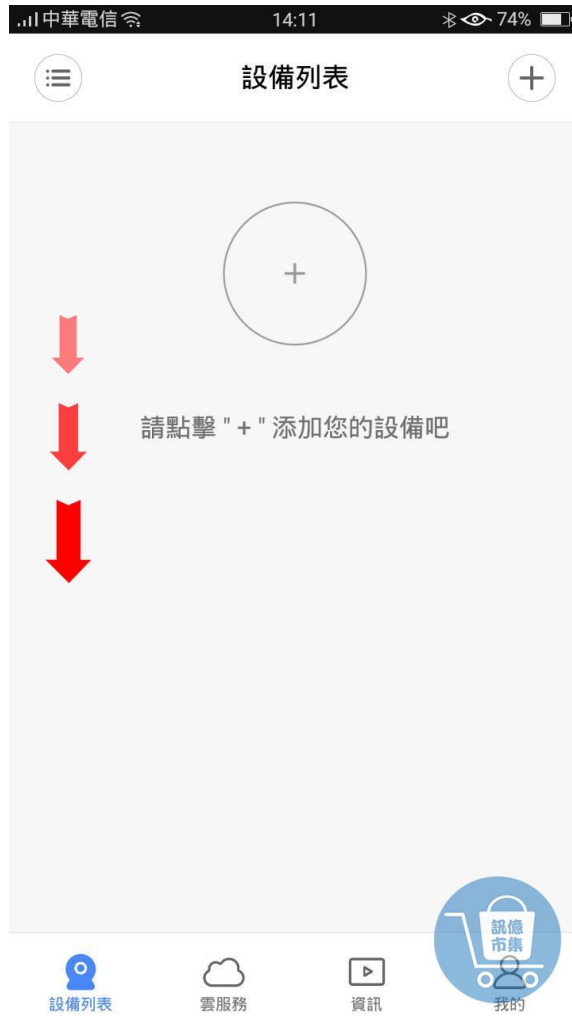 中華電信 14:11 74%
設備列表
請點擊 " + " 添加您的設備吧
訊億
市集
設備列表 雲服務 資訊 我的